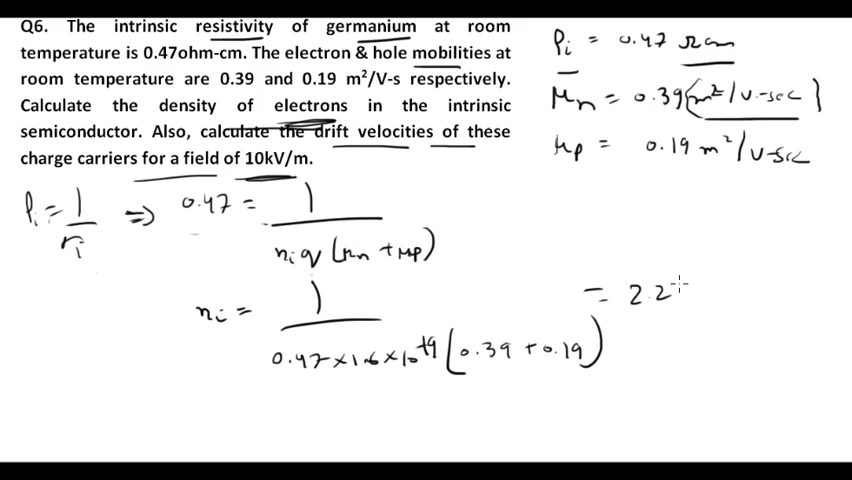 Q6. The intrinsic resistivity of germanium at room
temperature is 0.47ohm-cm. The electron & hole mobilities at
room temperature are 0.39 and 0.19 m²/V-s respectively.
Calculate the density of electrons in the intrinsic
semiconductor. Also, calculate the drift velocities of these
charge carriers for a field of 10kV/m.
ρi = 0.47 Ωcm
μn = 0.39 (m²/V-sec)
μp = 0.19 m²/V-sec
ρi = 1/σi ⇒ 0.47 = 1/niq(μn + μp)
ni = 1/0.47×1.6×10^-19(0.39 + 0.19) = 2.2